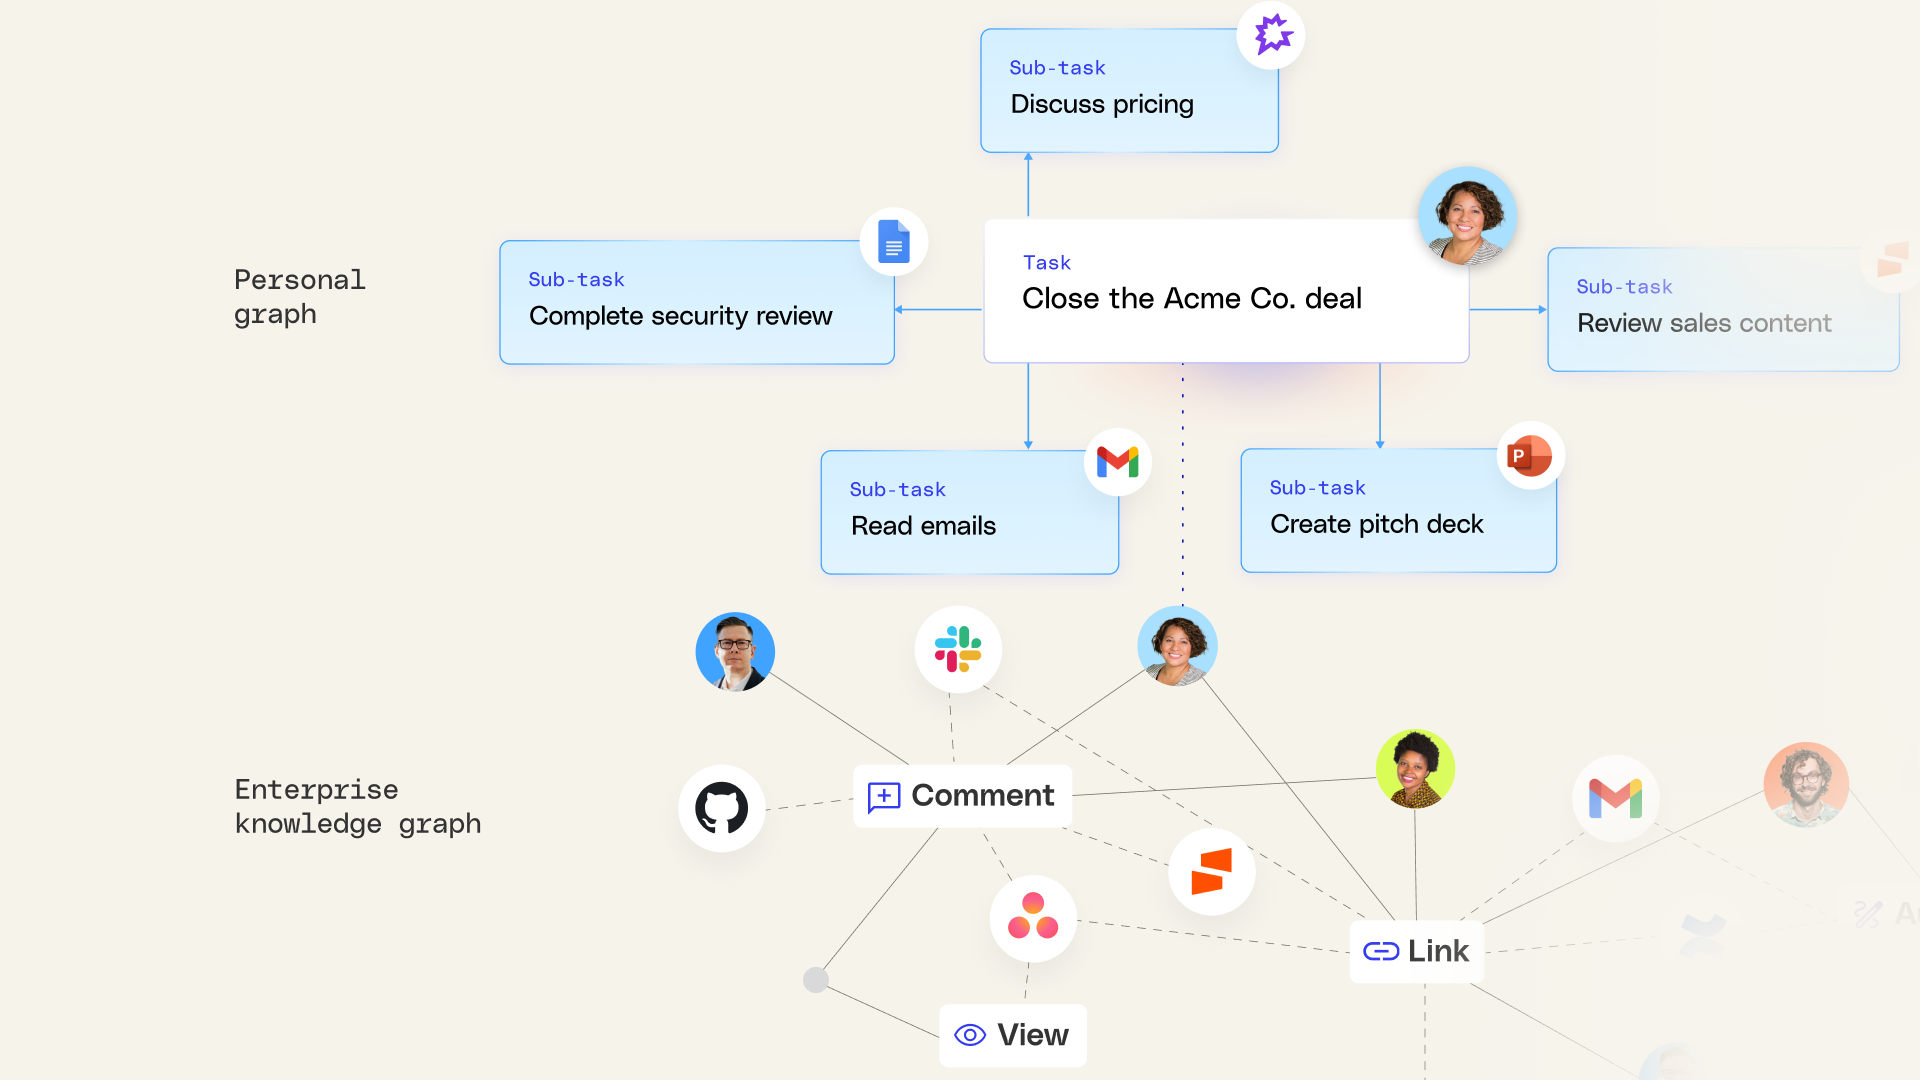 Sub-task
Discuss pricing
Personal
graph
Sub-task
Complete security review
Task
Close the Acme Co. deal
Sub-task
Review sales content
Sub-task
Read emails
P
Sub-task
Create pitch deck
Enterprise
knowledge graph
Comment
Link
View